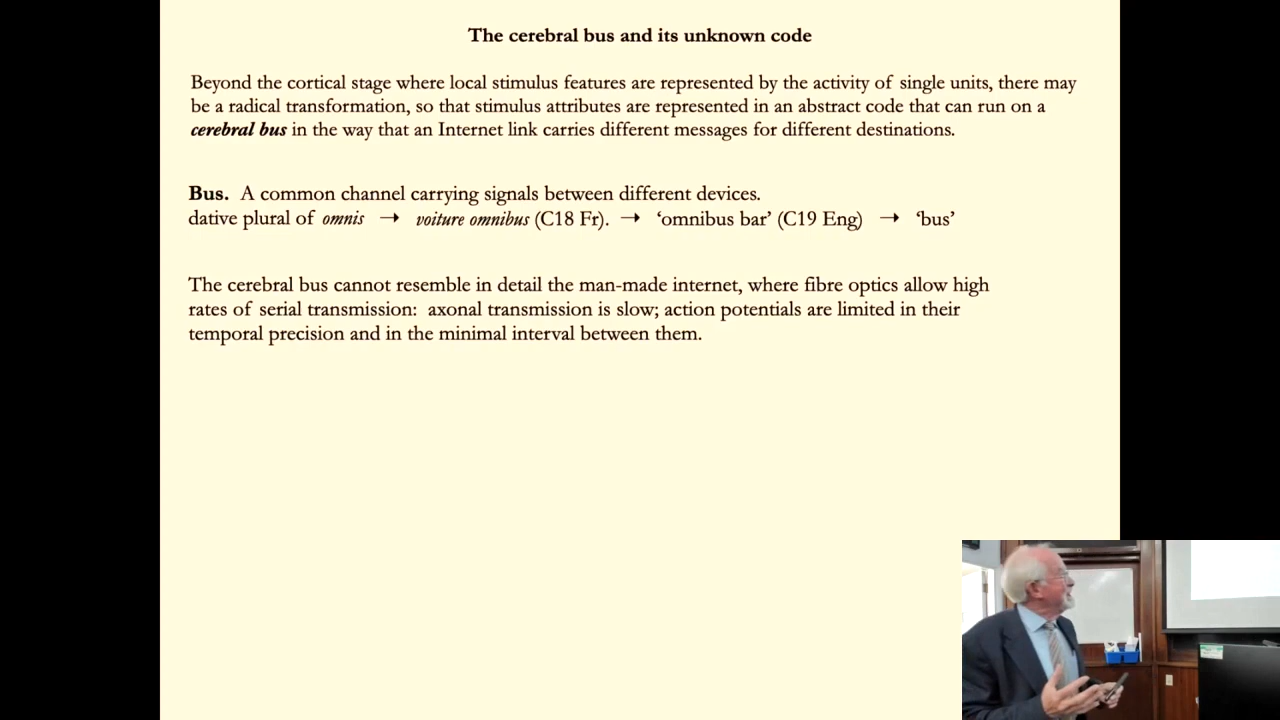 The cerebral bus and its unknown code
Beyond the cortical stage where local stimulus features are represented by the activity of single units, there may
be a radical transformation, so that stimulus attributes are represented in an abstract code that can run on a
cerebral bus in the way that an Internet link carries different messages for different destinations.
Bus. A common channel carrying signals between different devices.
dative plural of omnis → voiture omnibus (C18 Fr). → ‘omnibus bar’ (C19 Eng) → ‘bus’
The cerebral bus cannot resemble in detail the man-made internet, where fibre optics allow high
rates of serial transmission: axonal transmission is slow; action potentials are limited in their
temporal precision and in the minimal interval between them.